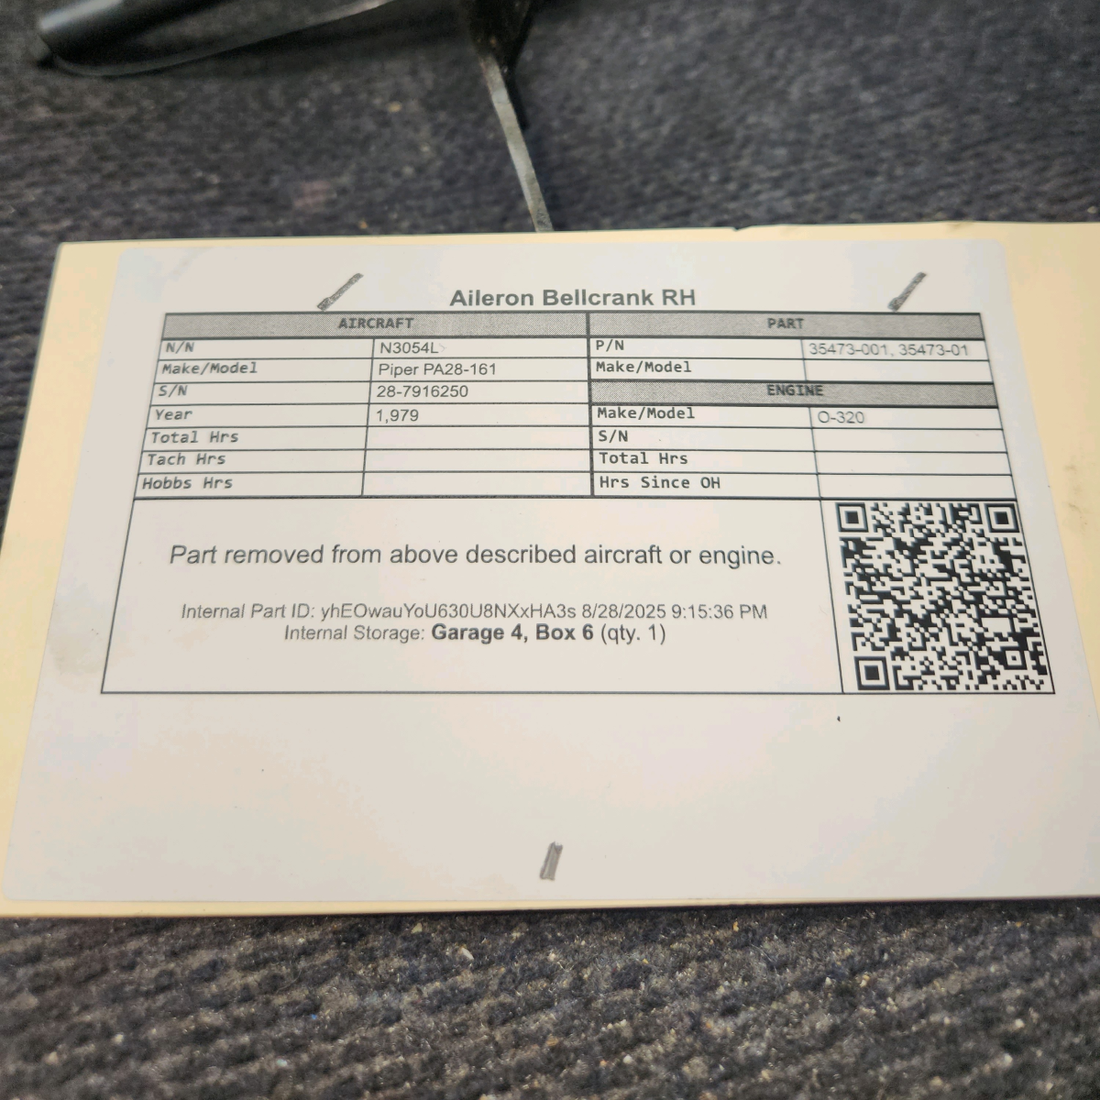 Aileron Bellcrank RH
AIRCRAFT PART
N/N N3054L P/N 35473-001, 35473-01
Make/Model Piper PA28-161 Make/Model
S/N 28-7916250 ENGINE
Year 1,979 Make/Model O-320
Total Hrs S/N
Tach Hrs Total Hrs
Hobbs Hrs Hrs Since OH
Part removed from above described aircraft or engine.
Internal Part ID: yhEOwauYoU630U8NXxHA3s 8/28/2025 9:15:36 PM
Internal Storage: Garage 4, Box 6 (qty. 1)